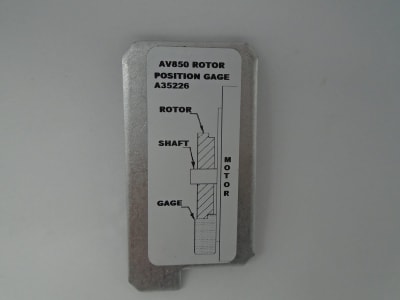 AV850 ROTOR
POSITION GAGE
A35226
ROTOR
SHAFT
MOTOR
GAGE